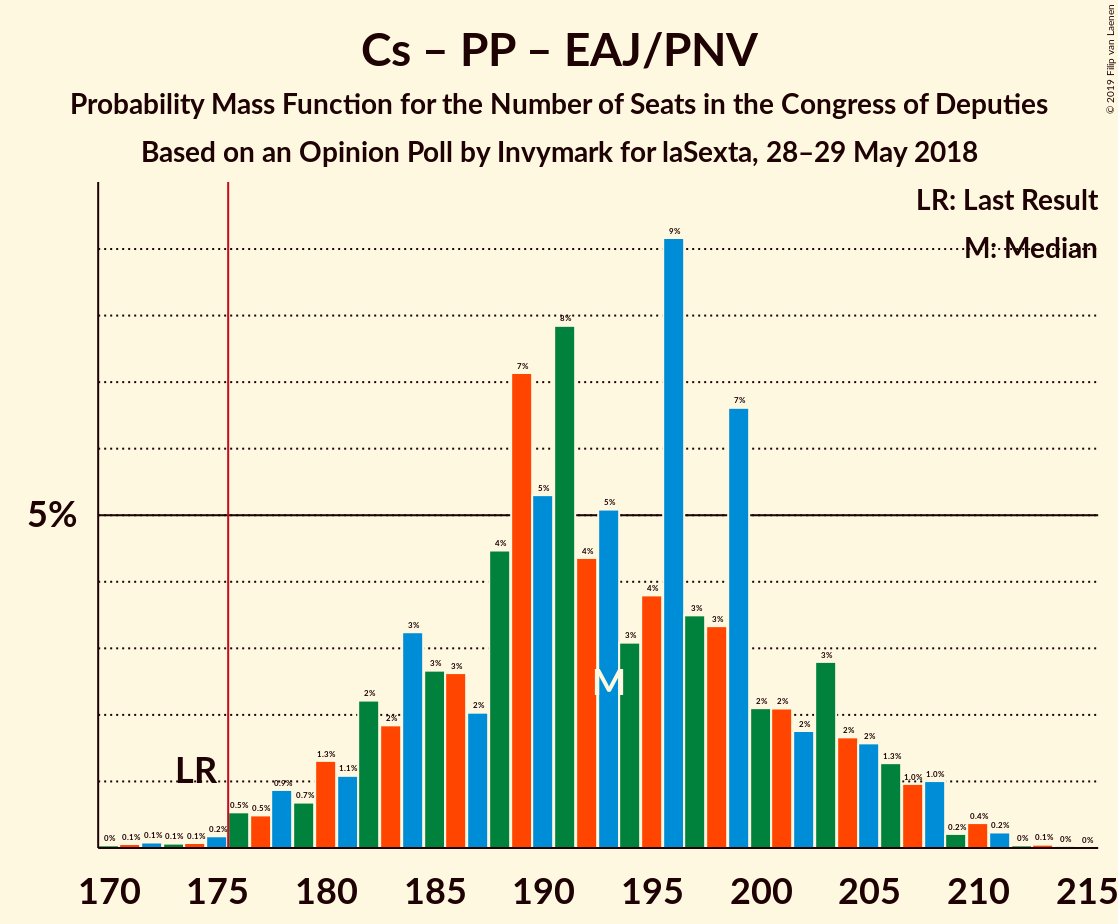 Cs – PP – EAJ/PNV
Probability Mass Function for the Number of Seats in the Congress of Deputies
Based on an Opinion Poll by Invymark for laSexta, 28–29 May 2018
© 2019 Filip van Laenen
LR: Last Result
M: Median
5%
LR
M
0% 0.1% 0.1% 0.1% 0.1% 0.2% 0.5% 0.5% 0.9% 0.7% 1.3% 1.1% 2% 2% 3% 3% 3% 2% 4% 7% 5% 8% 4% 5% 3% 4% 9% 3% 3% 7% 2% 2% 2% 3% 2% 2% 1.3% 1.0% 1.0% 0.2% 0.4% 0.2% 0% 0.1% 0% 0%
170 175 180 185 190 195 200 205 210 215